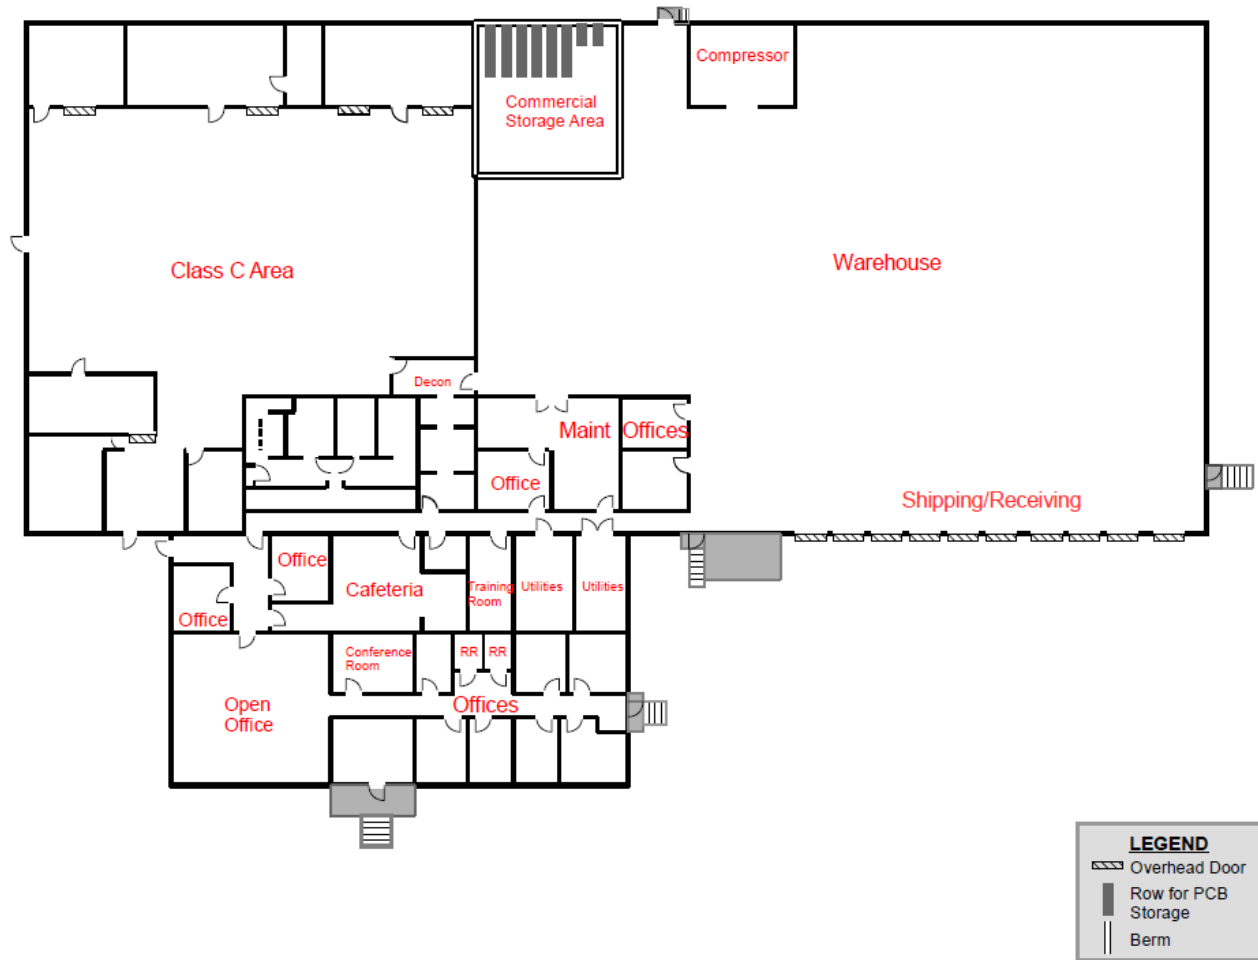 Compressor
Commercial
Storage Area
Class C Area
Warehouse
Decon
Maint
Offices
Office
Shipping/Receiving
Office
Cafeteria
Training
Room
Utilities
Utilities
Office
Conference
Room
RR
RR
Open
Office
Offices
LEGEND
Overhead Door
Row for PCB
Storage
Berm